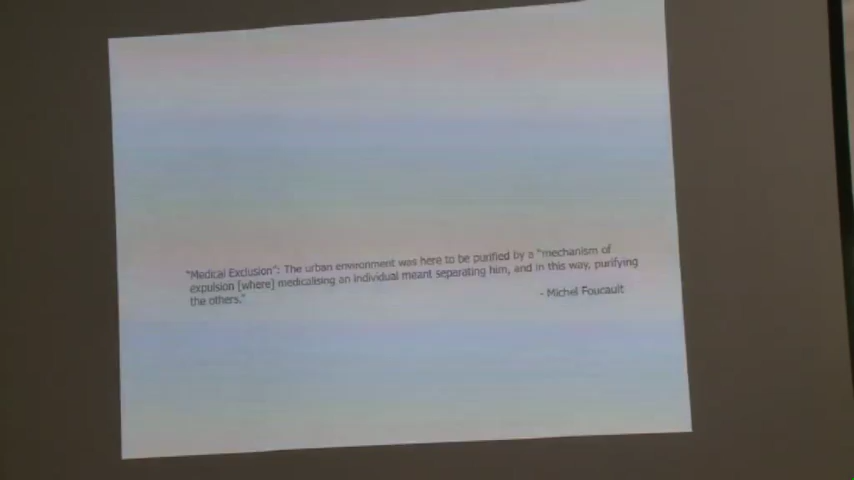 "Medical Exclusion": The urban environment was here to be purified by a "mechanism of
expulsion [where] medicalising an individual meant separating him, and in this way, purifying
the others."
- Michel Foucault